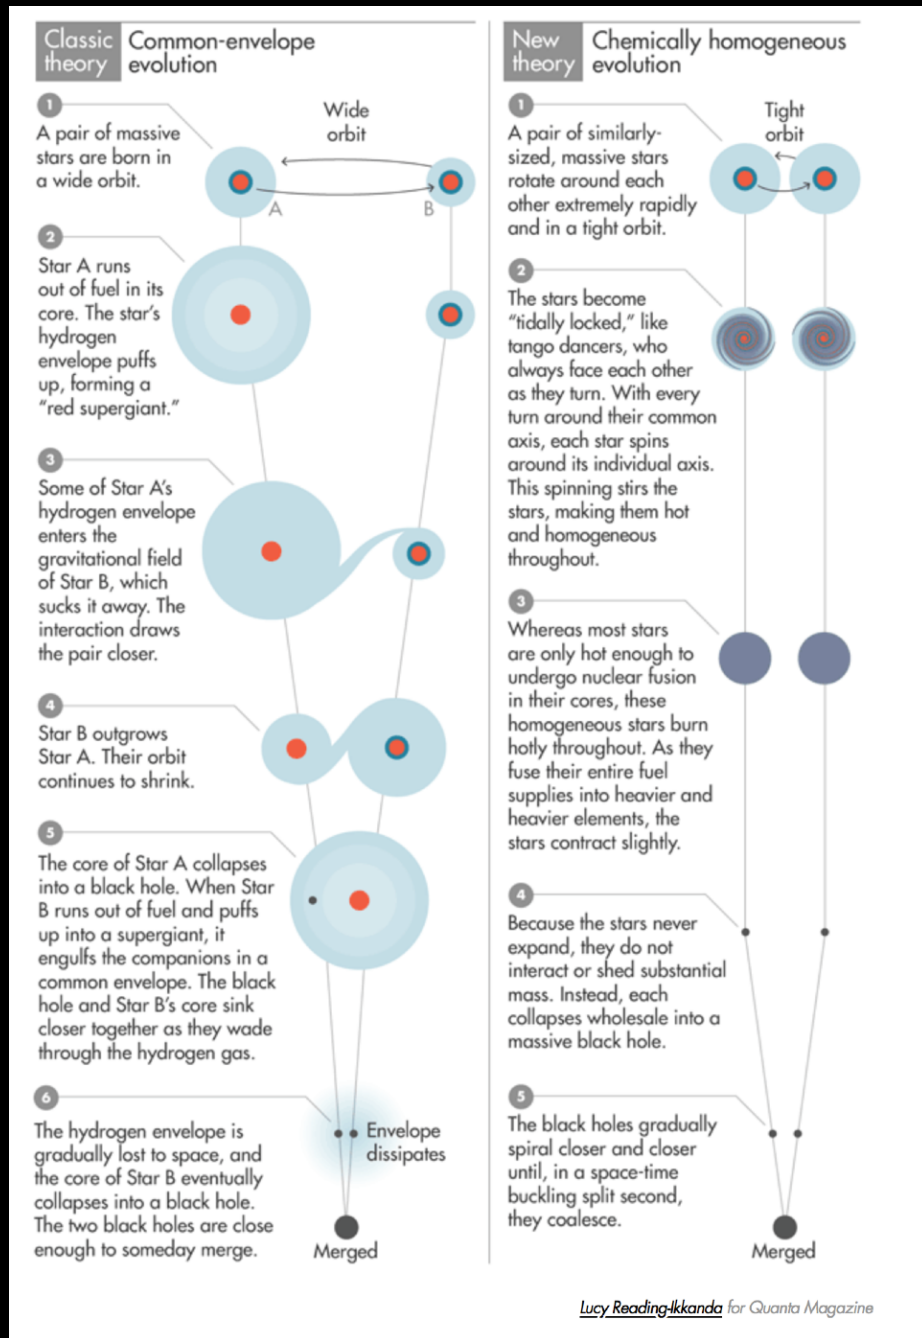 Classic
theory
Common-envelope
evolution
1
A pair of massive
stars are born in
a wide orbit.
Wide
orbit
A
B
2
Star A runs
out of fuel in its
core. The star’s
hydrogen
envelope puffs
up, forming a
“red supergiant.”
3
Some of Star A’s
hydrogen envelope
enters the
gravitational field
of Star B, which
sucks it away. The
interaction draws
the pair closer.
4
Star B outgrows
Star A. Their orbit
continues to shrink.
5
The core of Star A collapses
into a black hole. When Star
B runs out of fuel and puffs
up into a supergiant, it
engulfs the companions in a
common envelope. The black
hole and Star B’s core sink
closer together as they wade
through the hydrogen gas.
6
The hydrogen envelope is
gradually lost to space, and
the core of Star B eventually
collapses into a black hole.
The two black holes are close
enough to someday merge.
Envelope
dissipates
Merged
New
theory
Chemically homogeneous
evolution
1
A pair of similarly-
sized, massive stars
rotate around each
other extremely rapidly
and in a tight orbit.
Tight
orbit
2
The stars become
“tidally locked,” like
tango dancers, who
always face each other
as they turn. With every
turn around their common
axis, each star spins
around its individual axis.
This spinning stirs the
stars, making them hot
and homogeneous
throughout.
3
Whereas most stars
are only hot enough to
undergo nuclear fusion
in their cores, these
homogeneous stars burn
hotly throughout. As they
fuse their entire fuel
supplies into heavier and
heavier elements, the
stars contract slightly.
4
Because the stars never
expand, they do not
interact or shed substantial
mass. Instead, each
collapses wholesale into a
massive black hole.
5
The black holes gradually
spiral closer and closer
until, in a space-time
buckling split second,
they coalesce.
Merged
Lucy Reading-Ikkanda for Quanta Magazine